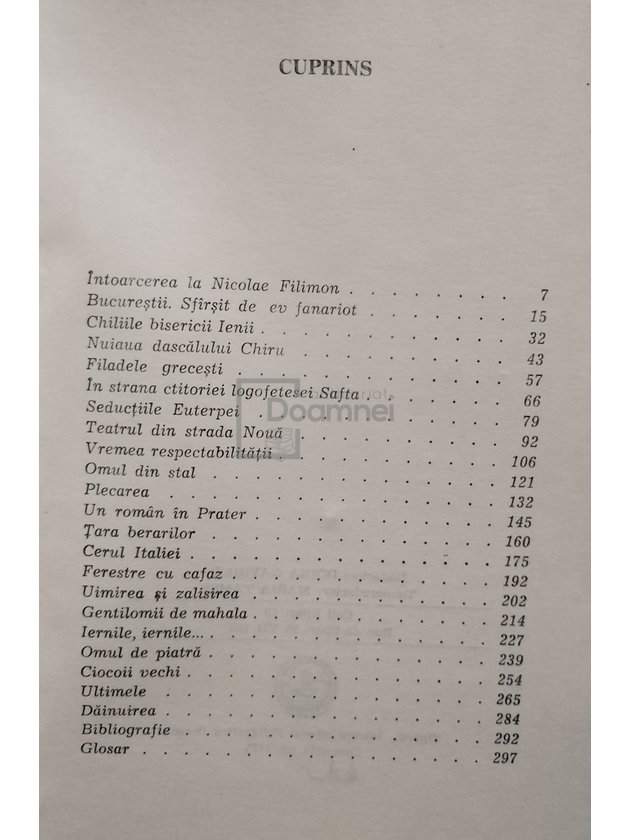 CUPRINS
Întoarcerea la Nicolae Filimon . . . . . . . 7
Bucureștii. Sfîrșit de ev fanariot . . . . . . . 15
Chiliile bisericii Ienii . . . . . . . . . . 32
Nuiaua dascălului Chiru . . . . . . . . . 43
Filadele grecești . . . . . . . . . . . 57
În strana ctitoriei logofetesei Safta . . . . . . 66
Seducțiile Euterpei . . . . . . . . . . 79
Teatrul din strada Nouă . . . . . . . . . 92
Vremea respectabilității . . . . . . . . . 106
Omul din stal . . . . . . . . . . . . 121
Plecarea . . . . . . . . . . . . . 132
Un român în Prater . . . . . . . . . . 145
Țara berarilor . . . . . . . . . . . . 160
Cerul Italiei . . . . . . . . . . . . 175
Ferestre cu cafaz . . . . . . . . . . . 192
Uimirea și zalisirea . . . . . . . . . . 202
Gentilomii de mahala . . . . . . . . . . 214
Iernile, iernile... . . . . . . . . . . . 227
Omul de piatră . . . . . . . . . . . . 239
Ciocoii vechi . . . . . . . . . . . . 254
Ultimele . . . . . . . . . . . . . 265
Dăinuirea . . . . . . . . . . . . . 284
Bibliografie . . . . . . . . . . . . 292
Glosar . . . . . . . . . . . . . . 297
Doamnei